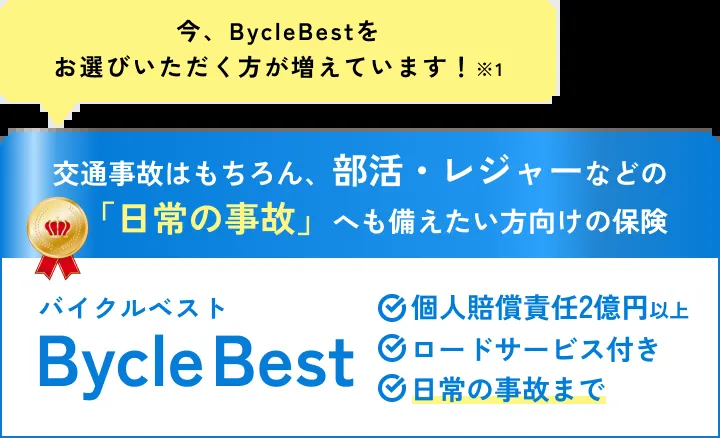 今、BycleBestを
お選びいただく方が増えています！※1
交通事故はもちろん、部活・レジャーなどの
「日常の事故」へも備えたい方向けの保険
バイクルベスト
Bycle Best
個人賠償責任2億円以上
ロードサービス付き
日常の事故まで